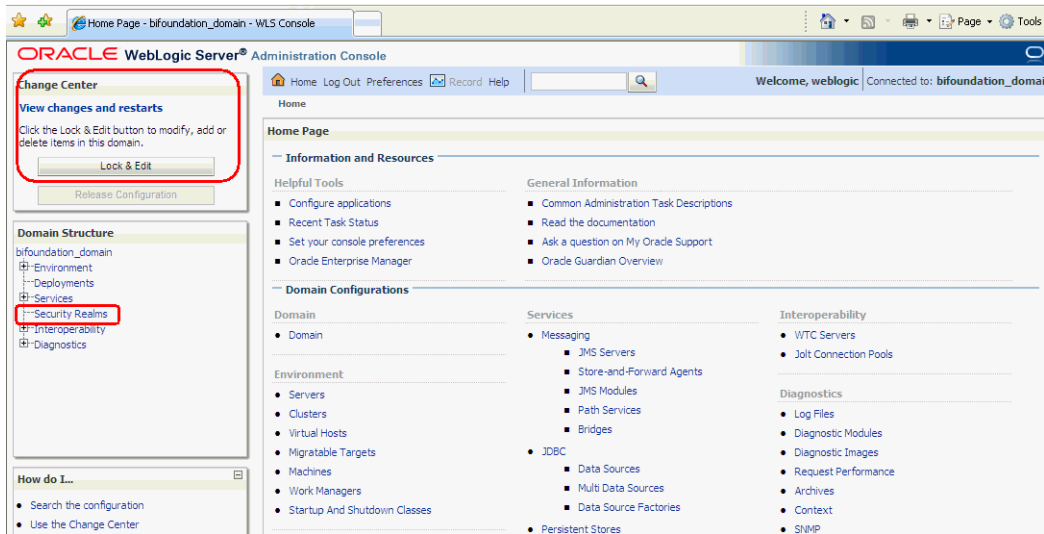 Home Page - bifoundation_domain - WLS Console
Page
Tools
ORACLE WebLogic Server® Administration Console
Change Center
View changes and restarts
Click the Lock & Edit button to modify, add or
delete items in this domain.
Lock & Edit
Release Configuration
Domain Structure
bifoundation_domain
Environment
Deployments
Services
Security Realms
Interoperability
Diagnostics
How do I...
Search the configuration
Use the Change Center
Home Log Out Preferences Record Help
Welcome, weblogic Connected to: bifoundation_domai
Home
Home Page
Information and Resources
Helpful Tools
Configure applications
Recent Task Status
Set your console preferences
Oracle Enterprise Manager
General Information
Common Administration Task Descriptions
Read the documentation
Ask a question on My Oracle Support
Oracle Guardian Overview
Domain Configurations
Domain
Domain
Environment
Servers
Clusters
Virtual Hosts
Migratable Targets
Machines
Work Managers
Startup And Shutdown Classes
Services
Messaging
JMS Servers
Store-and-Forward Agents
JMS Modules
Path Services
Bridges
JDBC
Data Sources
Multi Data Sources
Data Source Factories
Persistent Stores
Interoperability
WTC Servers
Jolt Connection Pools
Diagnostics
Log Files
Diagnostic Modules
Diagnostic Images
Request Performance
Archives
Context
SNMP